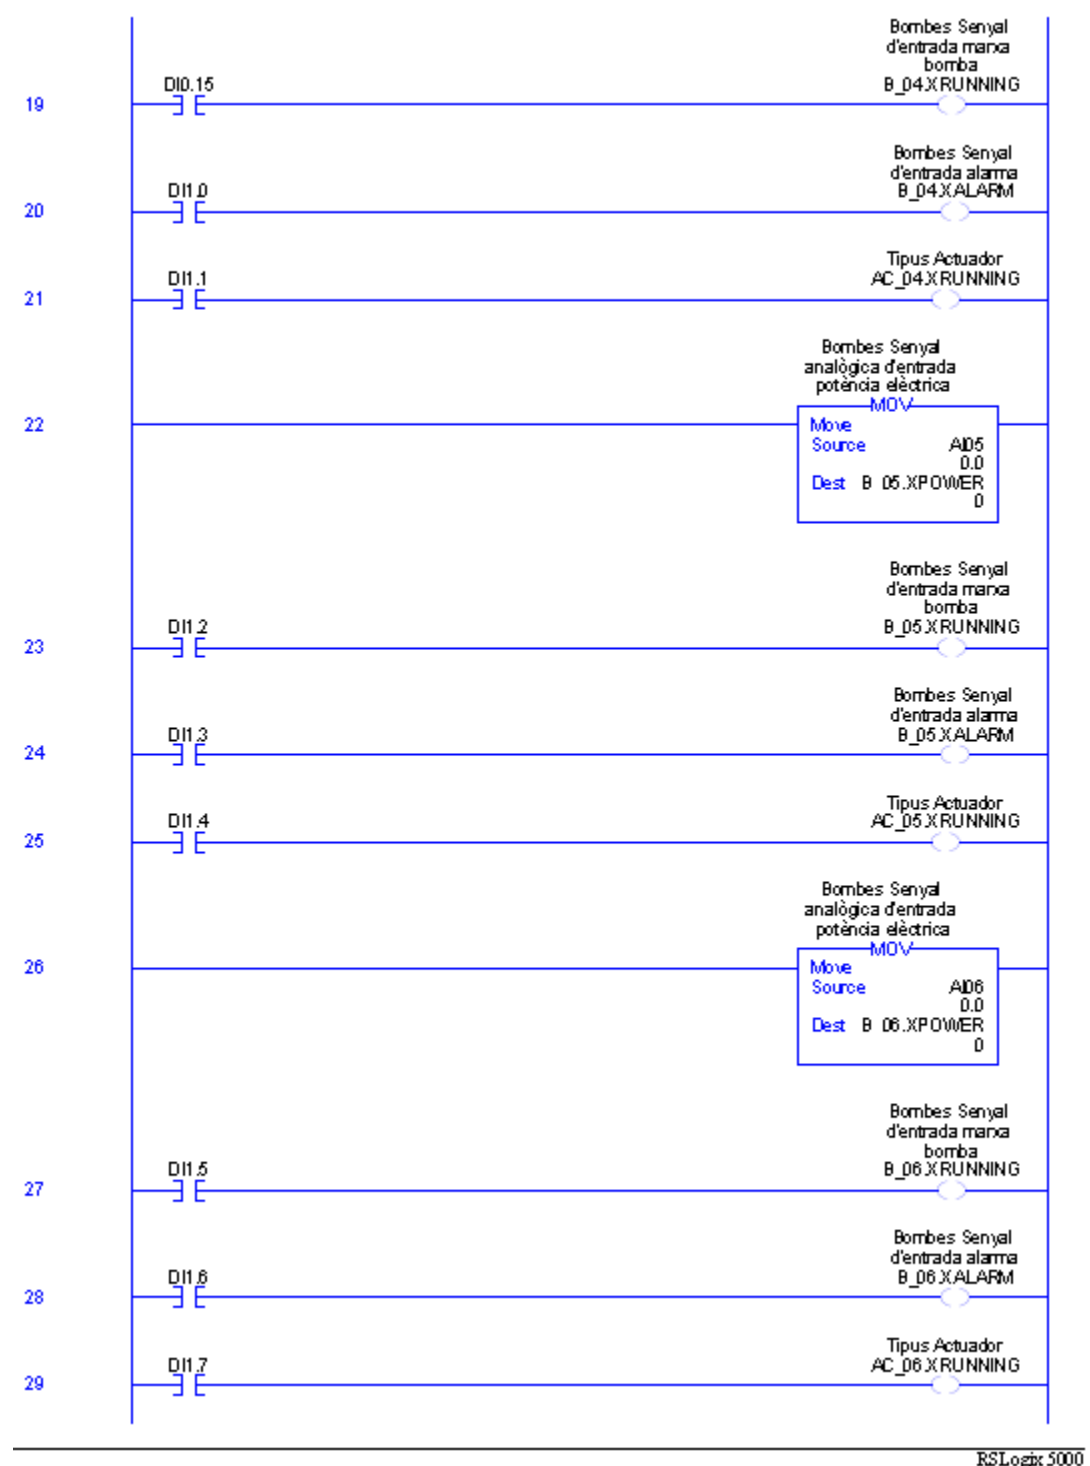 Bombes Senyal
d'entrada marxa
bomba
DI0.15
B_04.XRUNNING
19
Bombes Senyal
d'entrada alarma
DI1.0
B_04.XALARM
20
Tipus Actuador
DI1.1
AC_04.XRUNNING
21
Bombes Senyal
analògica d'entrada
potència elèctrica
MOV
22
Move
Source AI05
0.0
Dest B_05.XPOWER
0
Bombes Senyal
d'entrada marxa
bomba
DI1.2
B_05.XRUNNING
23
Bombes Senyal
d'entrada alarma
DI1.3
B_05.XALARM
24
Tipus Actuador
DI1.4
AC_05.XRUNNING
25
Bombes Senyal
analògica d'entrada
potència elèctrica
MOV
26
Move
Source AI06
0.0
Dest B_06.XPOWER
0
Bombes Senyal
d'entrada marxa
bomba
DI1.5
B_06.XRUNNING
27
Bombes Senyal
d'entrada alarma
DI1.6
B_06.XALARM
28
Tipus Actuador
DI1.7
AC_06.XRUNNING
29
RSLogix 5000